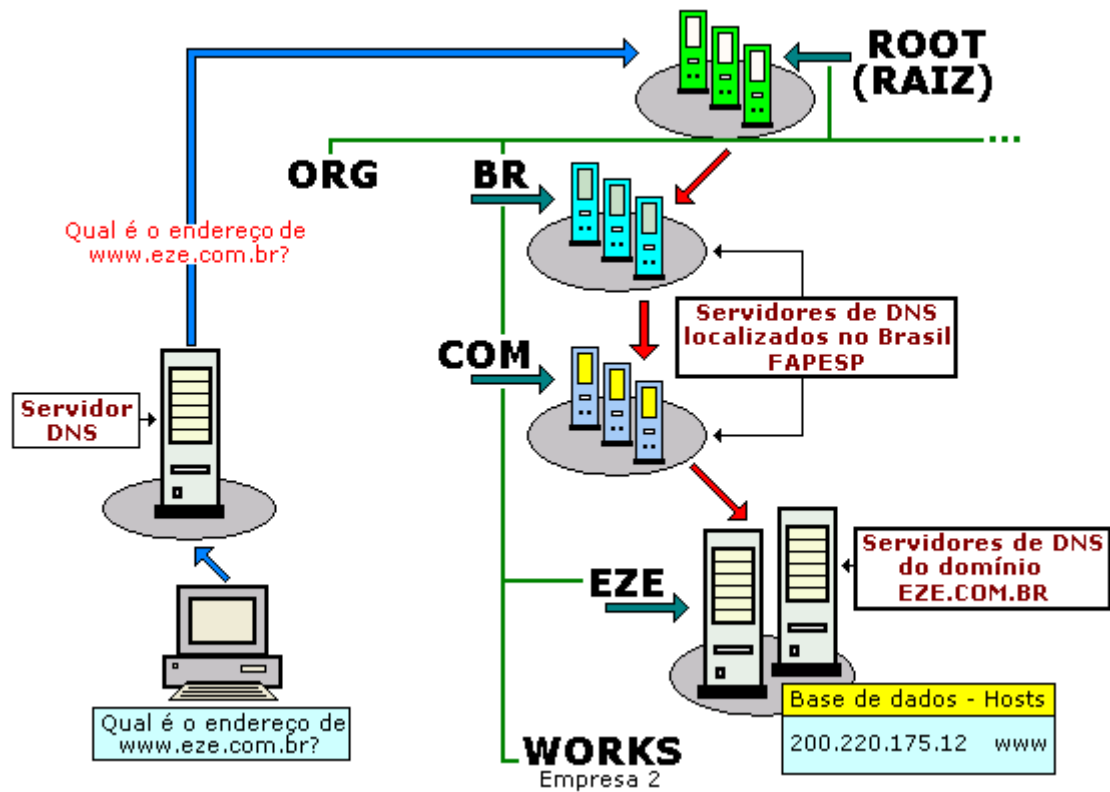 ROOT
(RAIZ)
ORG
BR
Qual é o endereço de
www.eze.com.br?
Servidores de DNS
localizados no Brasil
FAPESP
COM
Servidor
DNS
Servidores de DNS
do domínio
EZE.COM.BR
EZE
Base de dados - Hosts
200.220.175.12 www
Qual é o endereço de
www.eze.com.br?
WORKS
Empresa 2